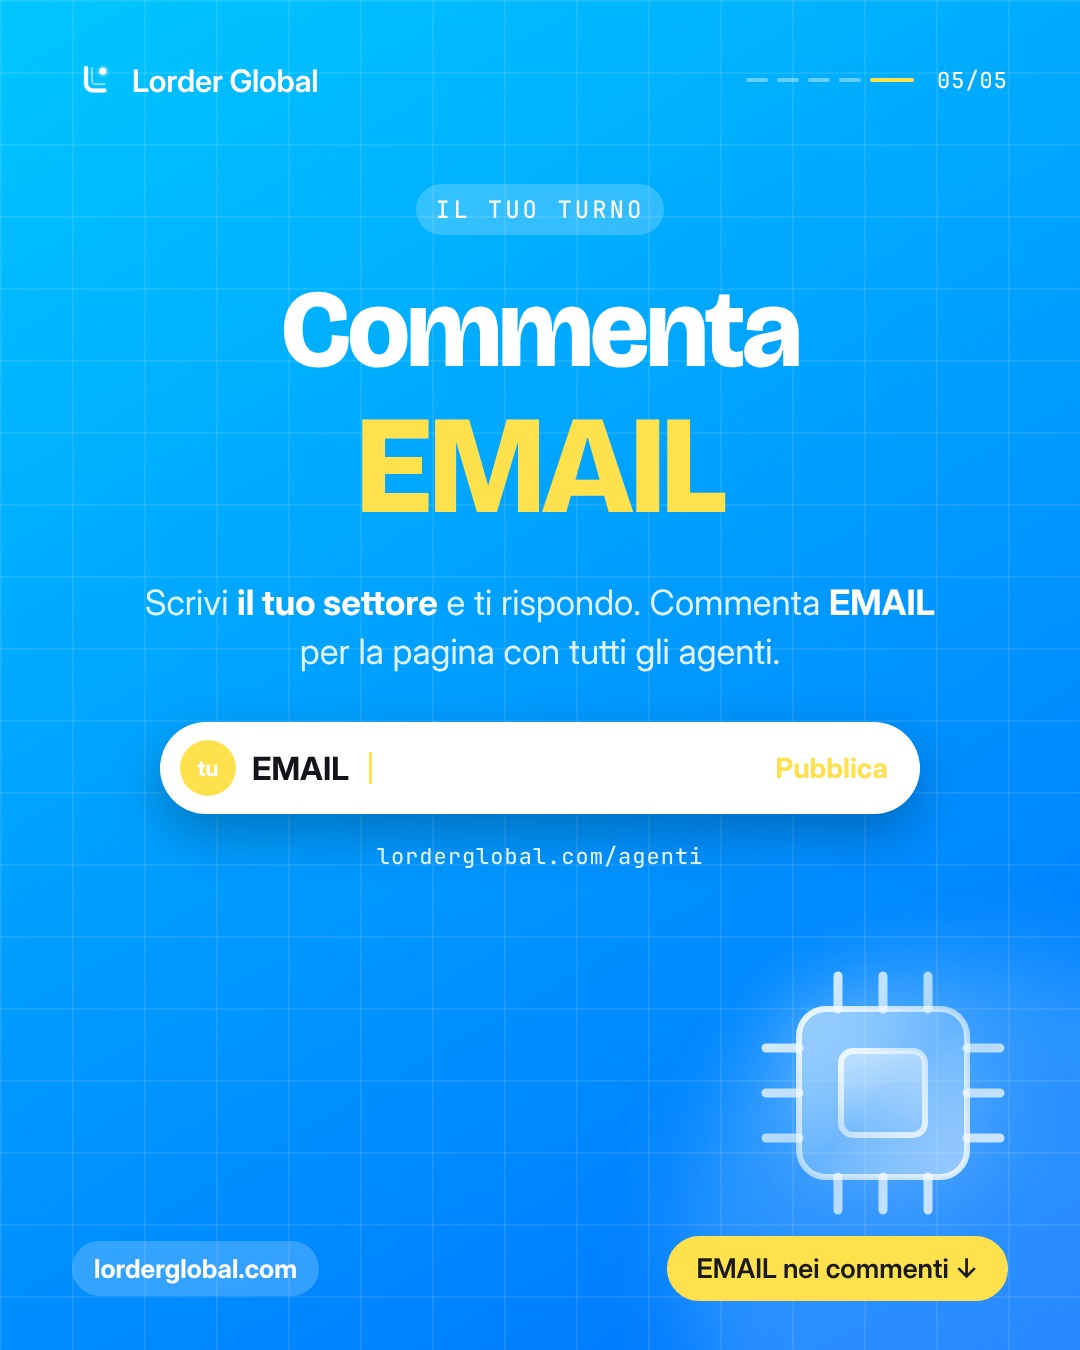 Lorder Global
05/05
IL TUO TURNO
Commenta
EMAIL
Scrivi il tuo settore e ti rispondo. Commenta EMAIL
per la pagina con tutti gli agenti.
tu EMAIL Pubblica
lorderglobal.com/agenti
lorderglobal.com
EMAIL nei commenti ↓